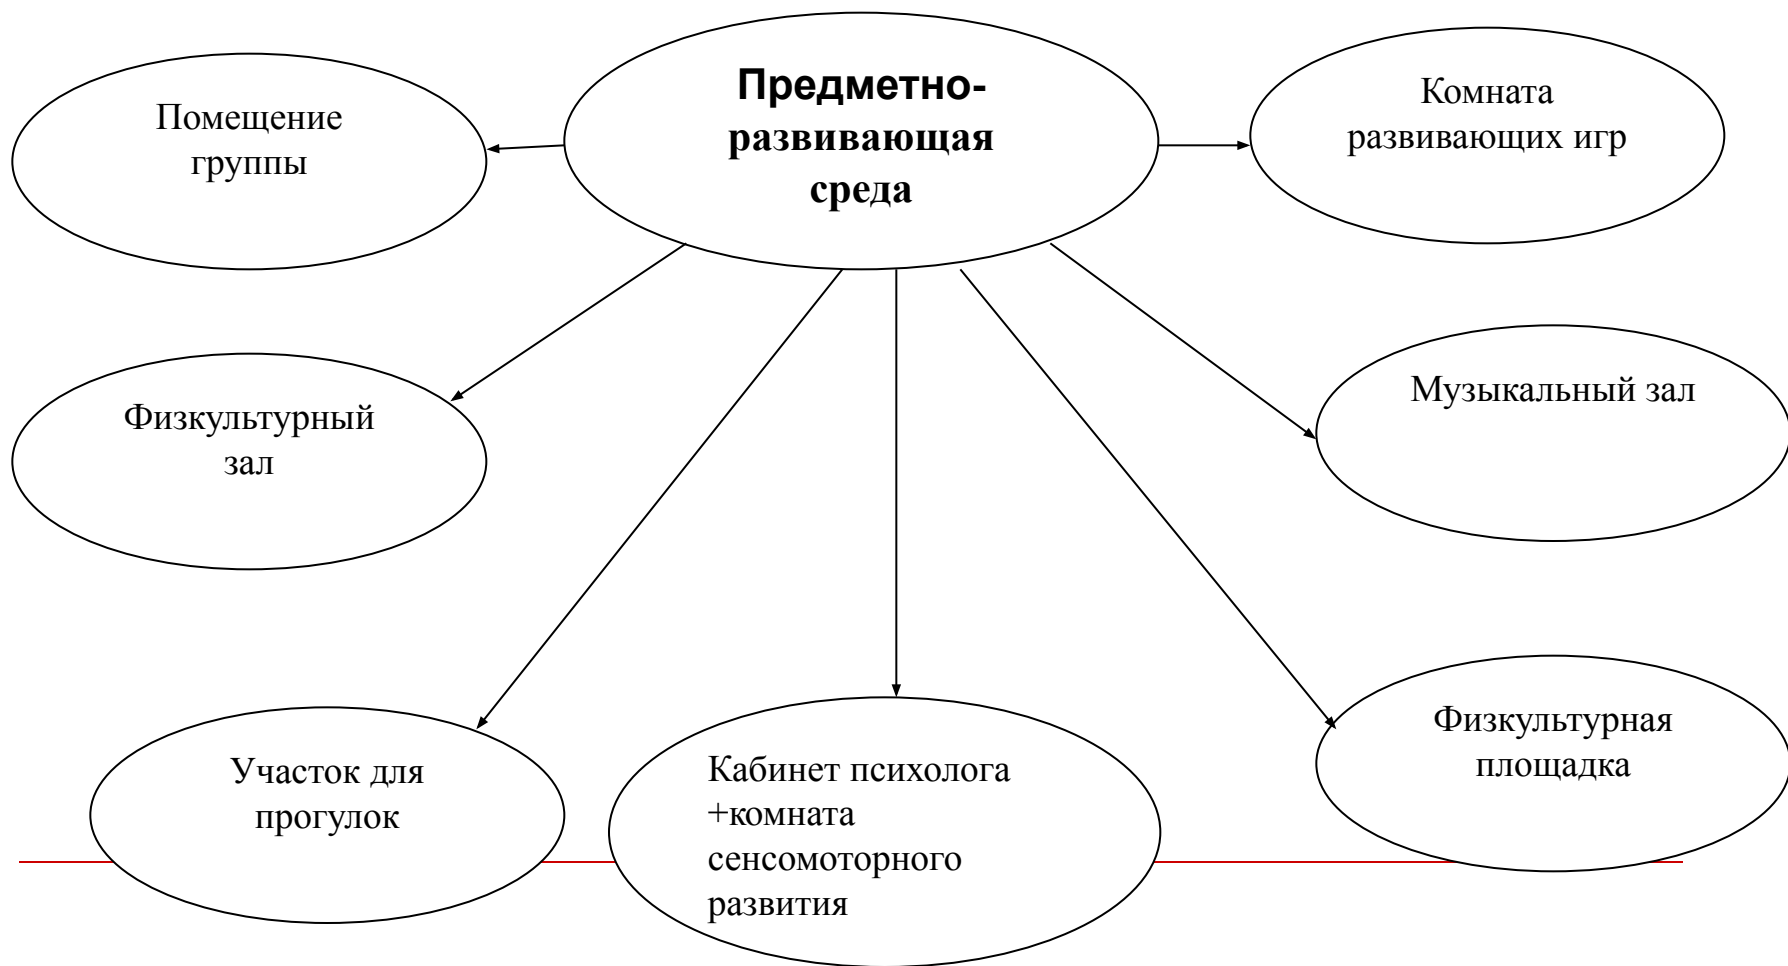 Предметно-
развивающая
среда
Помещение
группы
Комната
развивающих игр
Физкультурный
зал
Музыкальный зал
Участок для
прогулок
Кабинет психолога
+комната
сенсомоторного
развития
Физкультурная
площадка